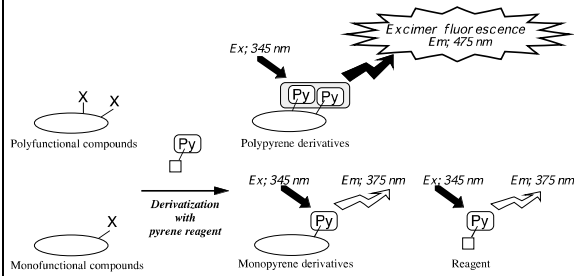 Excimer fluorescence
Em; 475 nm
Ex; 345 nm
Py Py
X X
Polyfunctional compounds
Polypyrene derivatives
Py
Derivatization
with
pyrene reagent
Ex; 345 nm Em; 375 nm
Ex; 345 nm Em; 375 nm
X
Py
Py
Monofunctional compounds
Monopyrene derivatives
Reagent